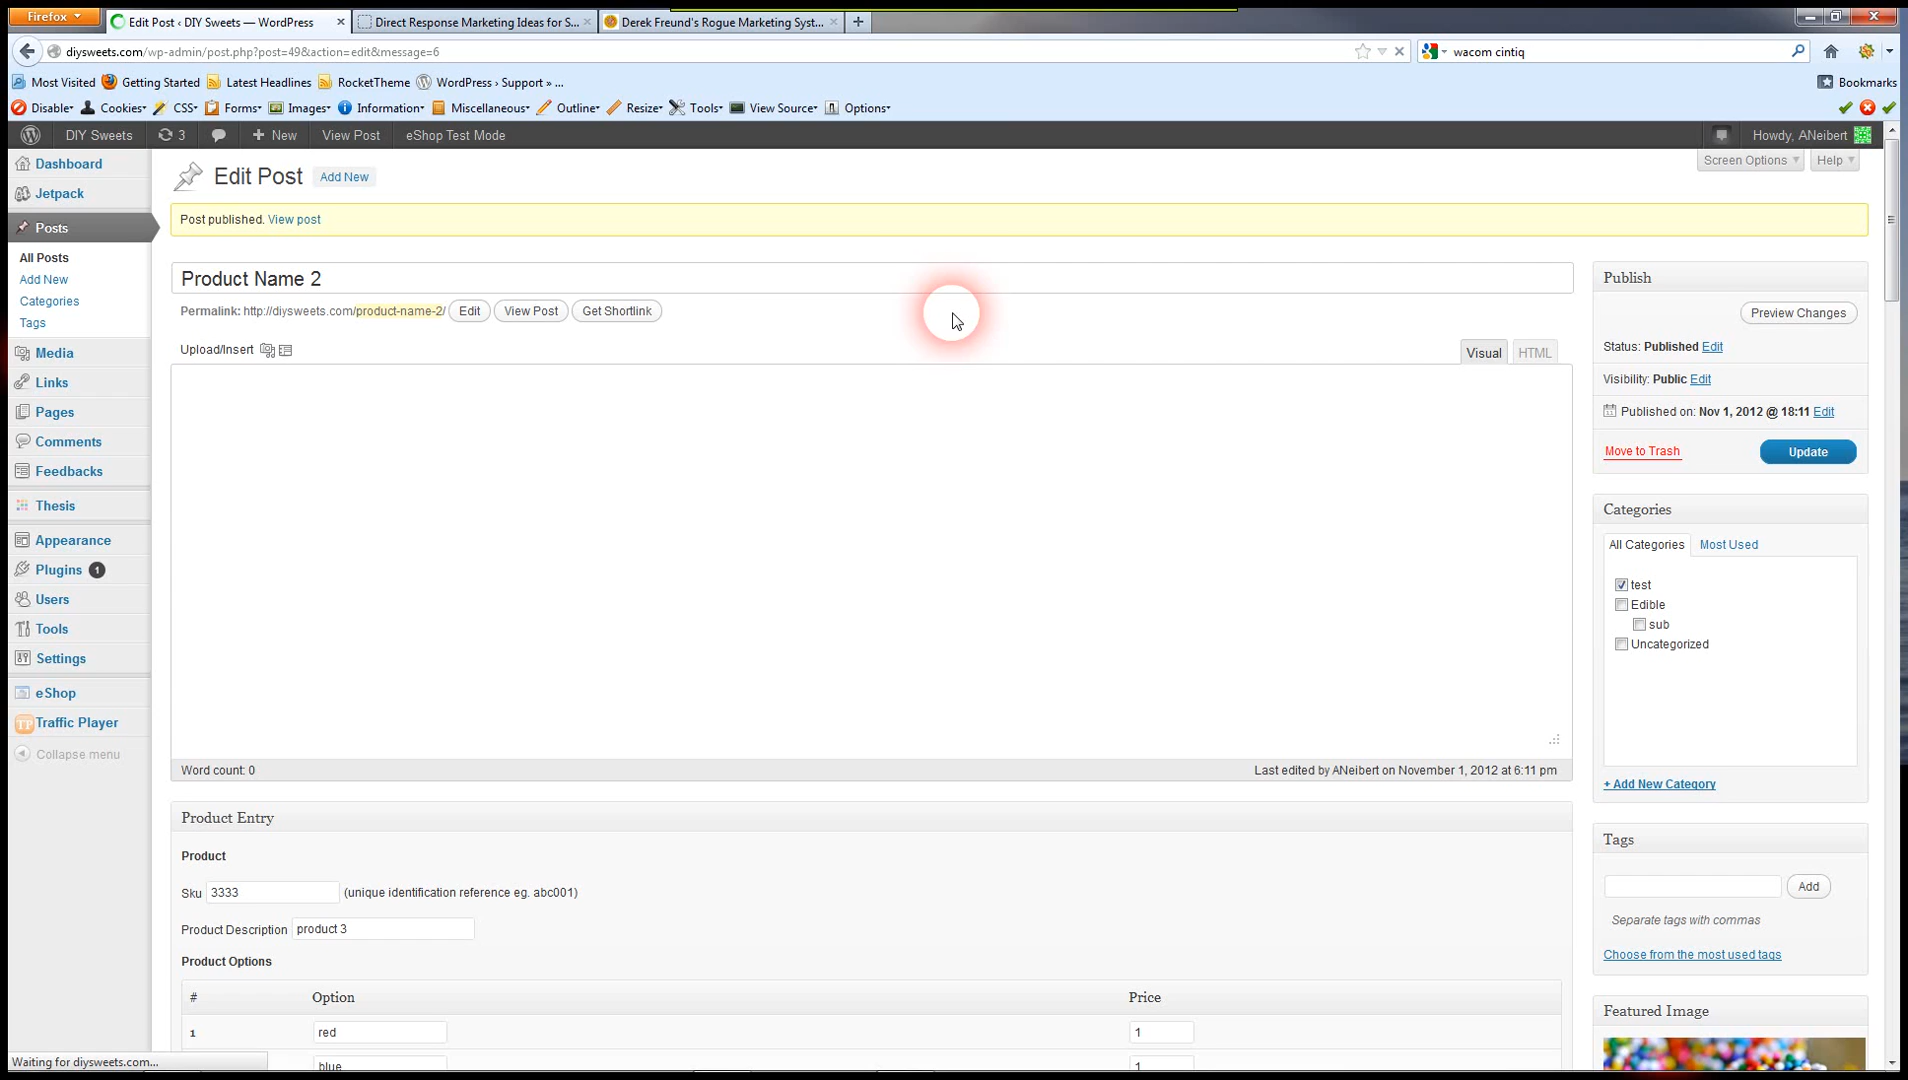 Firefox
Edit Post ‹ DIY Sweets — WordPress
Direct Response Marketing Ideas for S...
Derek Freund's Rogue Marketing Syst...
diysweets.com/wp-admin/post.php?post=49&action=edit&message=6
wacom cintiq
Most Visited Getting Started Latest Headlines RocketTheme WordPress › Support » ...
Bookmarks
Disable Cookies CSS Forms Images Information Miscellaneous Outline Resize Tools View Source Options
DIY Sweets 3 + New View Post eShop Test Mode
Howdy, ANeibert
Dashboard
Jetpack
Posts
All Posts
Add New
Categories
Tags
Media
Links
Pages
Comments
Feedbacks
Thesis
Appearance
Plugins 1
Users
Tools
Settings
eShop
Traffic Player
Collapse menu
Screen Options Help
Edit Post Add New
Post published. View post
Product Name 2
Permalink: http://diysweets.com/product-name-2/ Edit View Post Get Shortlink
Upload/Insert
Visual HTML
Word count: 0
Last edited by ANeibert on November 1, 2012 at 6:11 pm
Product Entry
Product
Sku 3333 (unique identification reference eg. abc001)
Product Description product 3
Product Options
# Option Price
1 red 1
blue 1
Publish
Preview Changes
Status: Published Edit
Visibility: Public Edit
Published on: Nov 1, 2012 @ 18:11 Edit
Move to Trash Update
Categories
All Categories Most Used
test
Edible
sub
Uncategorized
+ Add New Category
Tags
Add
Separate tags with commas
Choose from the most used tags
Featured Image
Waiting for diysweets.com...